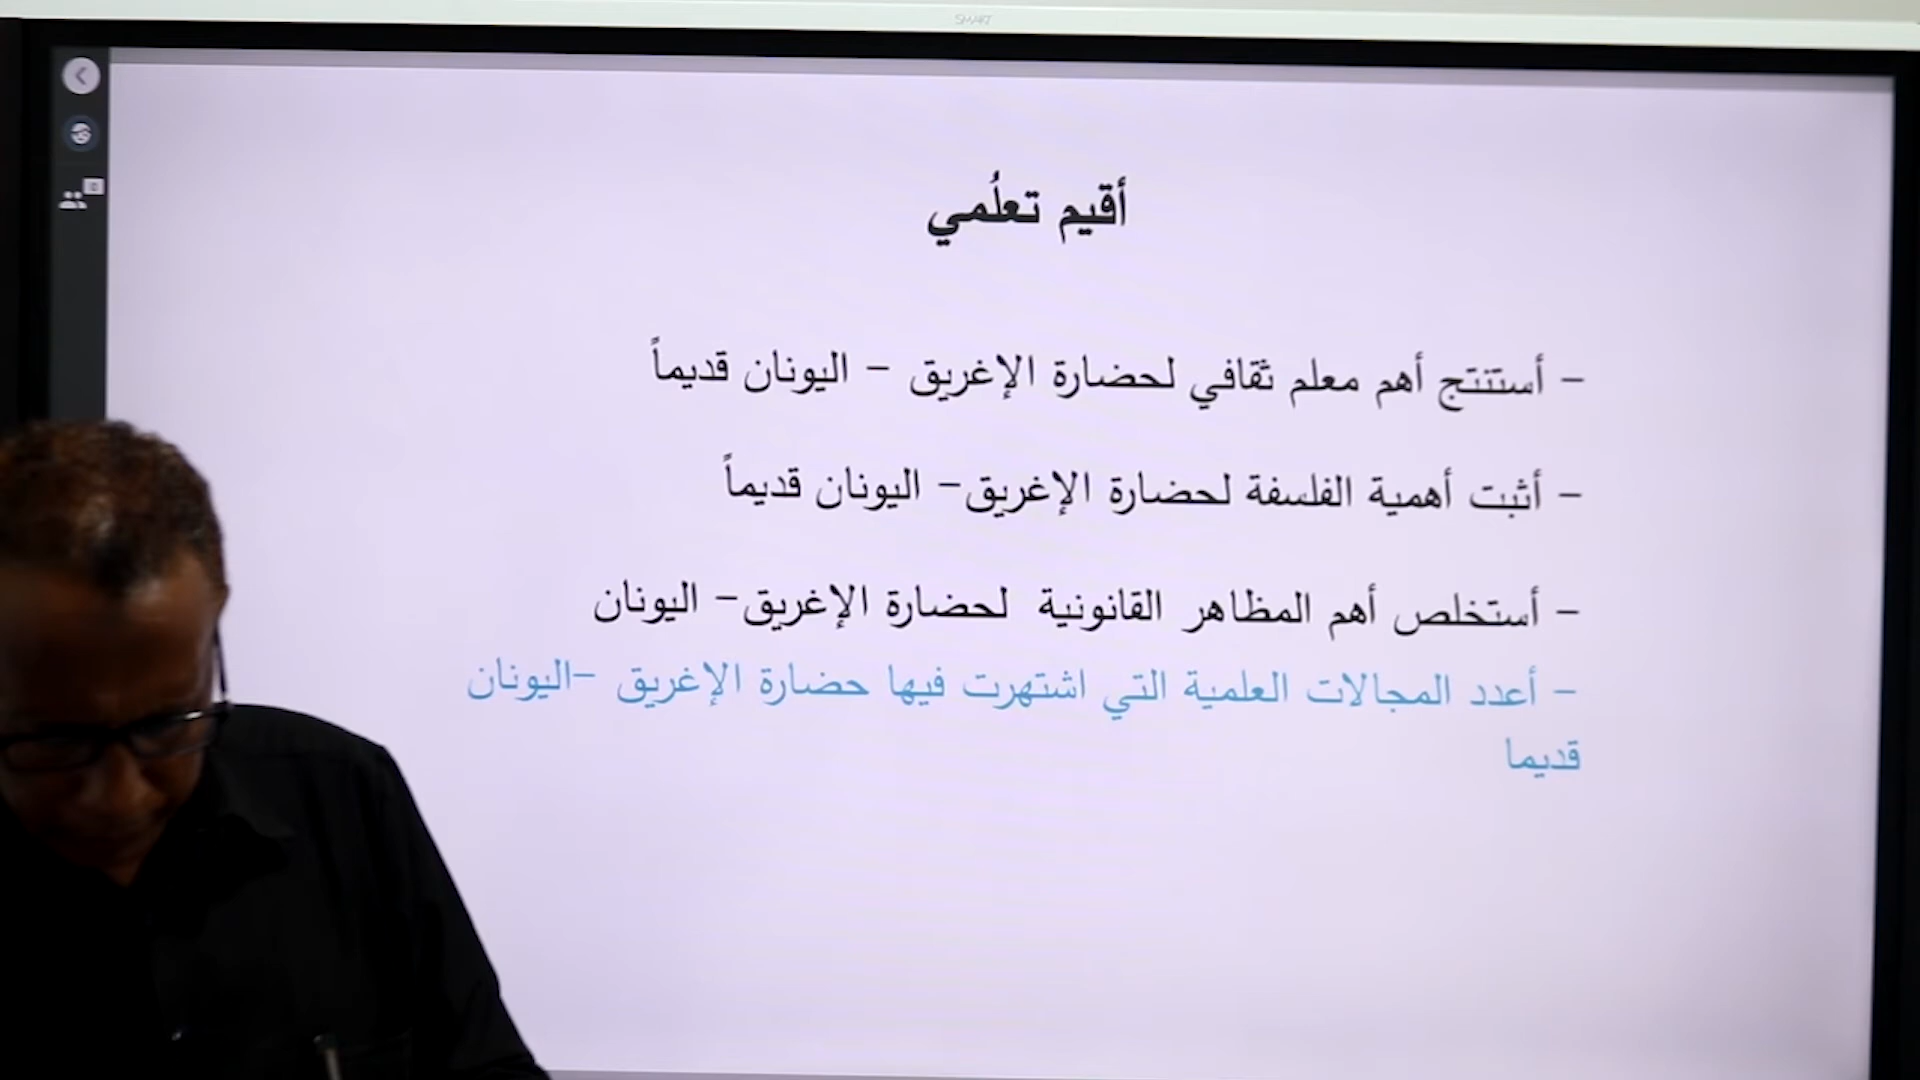 SMART
أقيم تعلُمي
– أستنتج أهم معلم ثقافي لحضارة الإغريق – اليونان قديماً
– أثبت أهمية الفلسفة لحضارة الإغريق– اليونان قديماً
– أستخلص أهم المظاهر القانونية لحضارة الإغريق– اليونان
– أعدد المجالات العلمية التي اشتهرت فيها حضارة الإغريق –اليونان
قديما